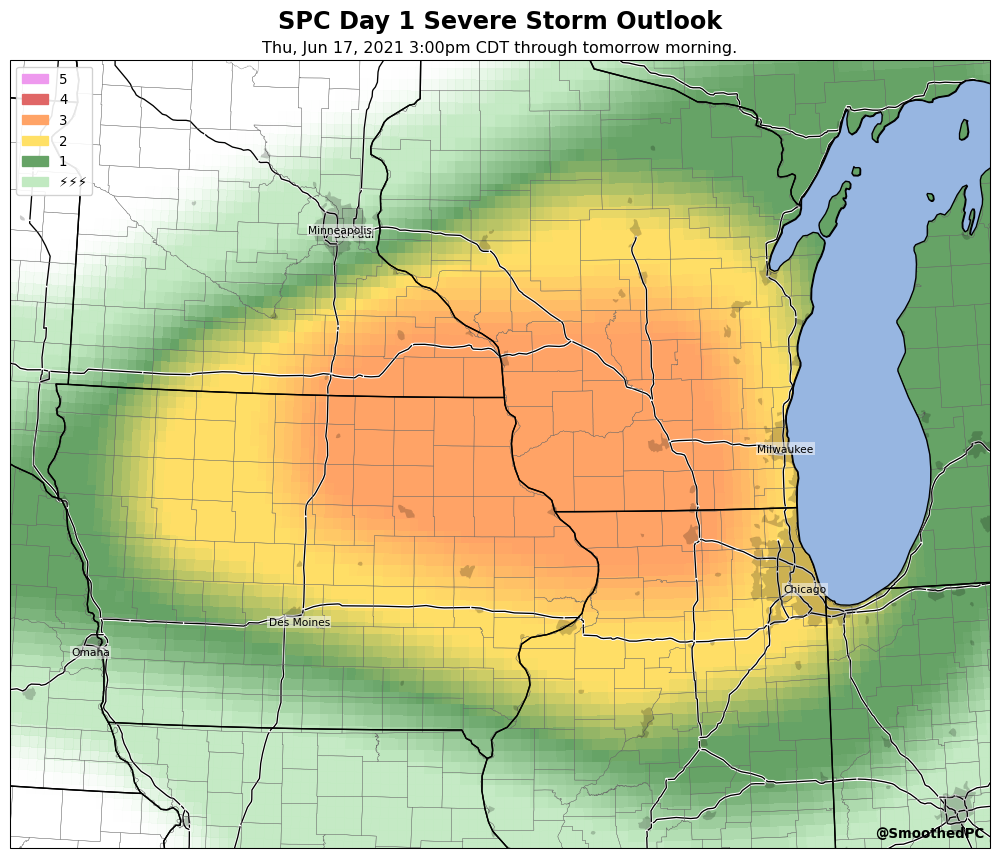 SPC Day 1 Severe Storm Outlook
Thu, Jun 17, 2021 3:00pm CDT through tomorrow morning.
5
4
3
2
1
⚡⚡⚡
Minneapolis
St. Paul
Milwaukee
Chicago
Des Moines
Omaha
@SmoothedPC